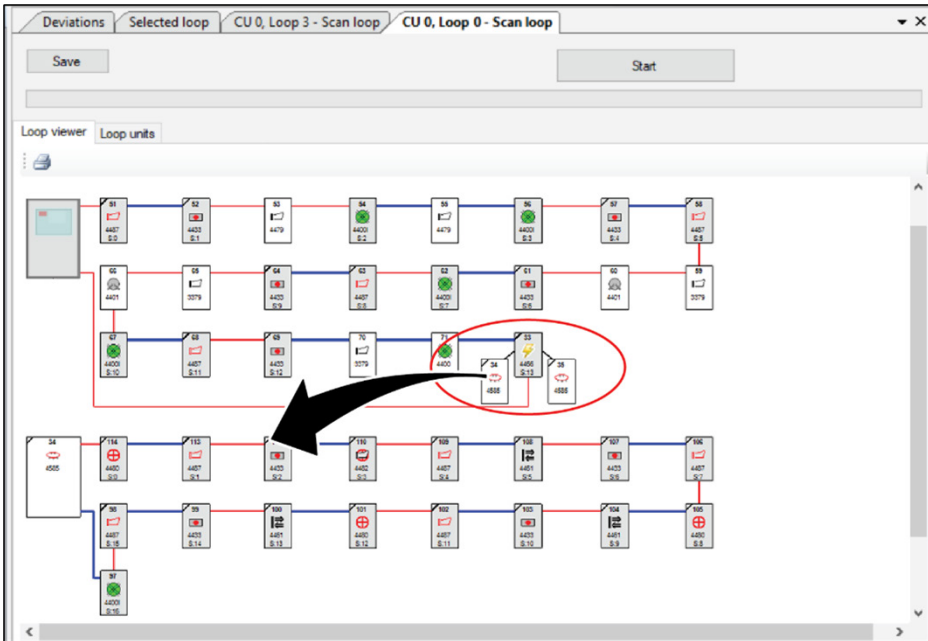 Deviations Selected loop CU 0, Loop 3 - Scan loop CU 0, Loop 0 - Scan loop
Save Start
Loop viewer Loop units
51 52 53 54 55 56 57 58
4487 4433 4479 4400I 4479 4400I 4433 4487
S:0 S:1 S:2 S:3 S:4 S:5
66 65 64 63 62 61 60 59
4401 3379 4433 4487 4400I 4433 4401 3379
S:9 S:8 S:7 S:6
67 68 69 70 71 33
4400I 4487 4433 3379 4400 4456
S:10 S:11 S:12 S:13
34 35
4585 4585
34 114 113 110 109 108 107 106
4585 4480 4487 4433 4482 4487 4461 4433 4487
S:0 S:1 S:2 S:3 S:4 S:5 S:6 S:7
98 99 100 101 102 103 104 105
4487 4433 4461 4480 4487 4433 4461 4480
S:15 S:14 S:13 S:12 S:11 S:10 S:9 S:8
97
4400I
S:16